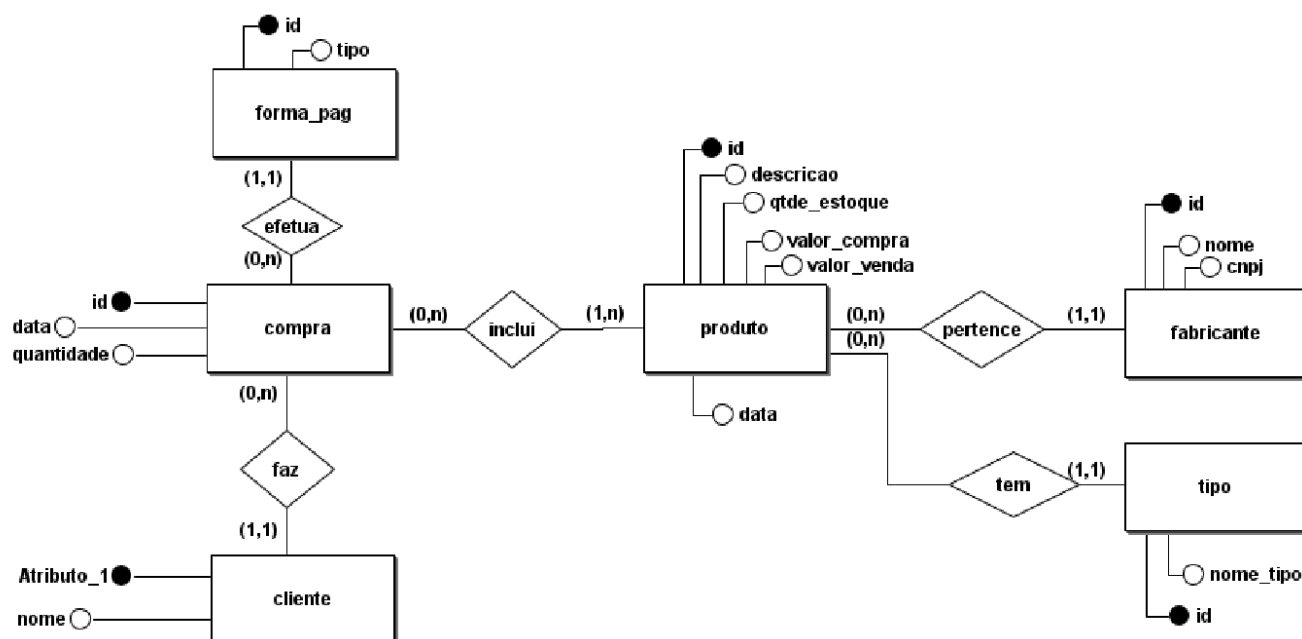 id
tipo
forma_pag
(1,1)
efetua
(0,n)
id
data
quantidade
compra
(0,n)
inclui
(1,n)
id
descricao
qtde_estoque
valor_compra
valor_venda
produto
data
(0,n)
(0,n)
pertence
(1,1)
id
nome
cnpj
fabricante
tem
(1,1)
tipo
nome_tipo
id
(0,n)
faz
(1,1)
Atributo_1
nome
cliente